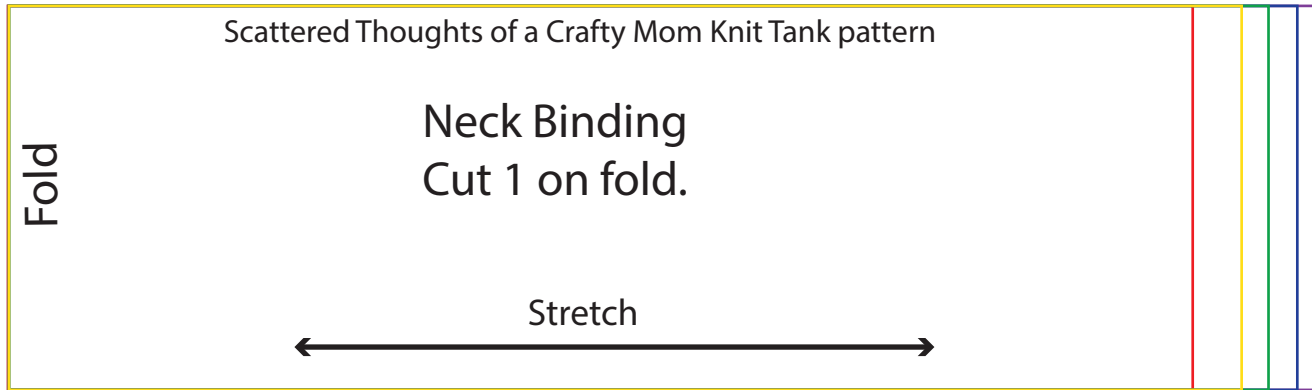 Scattered Thoughts of a Crafty Mom Knit Tank pattern
Neck Binding
Cut 1 on fold.
Fold
Stretch